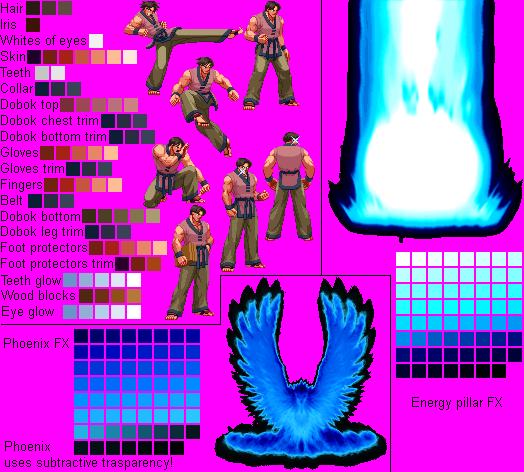 Hair
Iris
Whites of eyes
Skin
Teeth
Collar
Dobok top
Dobok chest trim
Dobok bottom trim
Gloves
Gloves trim
Fingers
Belt
Dobok bottom
Dobok leg trim
Foot protectors
Foot protectors trim
Teeth glow
Wood blocks
Eye glow
Phoenix FX
Phoenix
uses subtractive trasparency!
Energy pillar FX